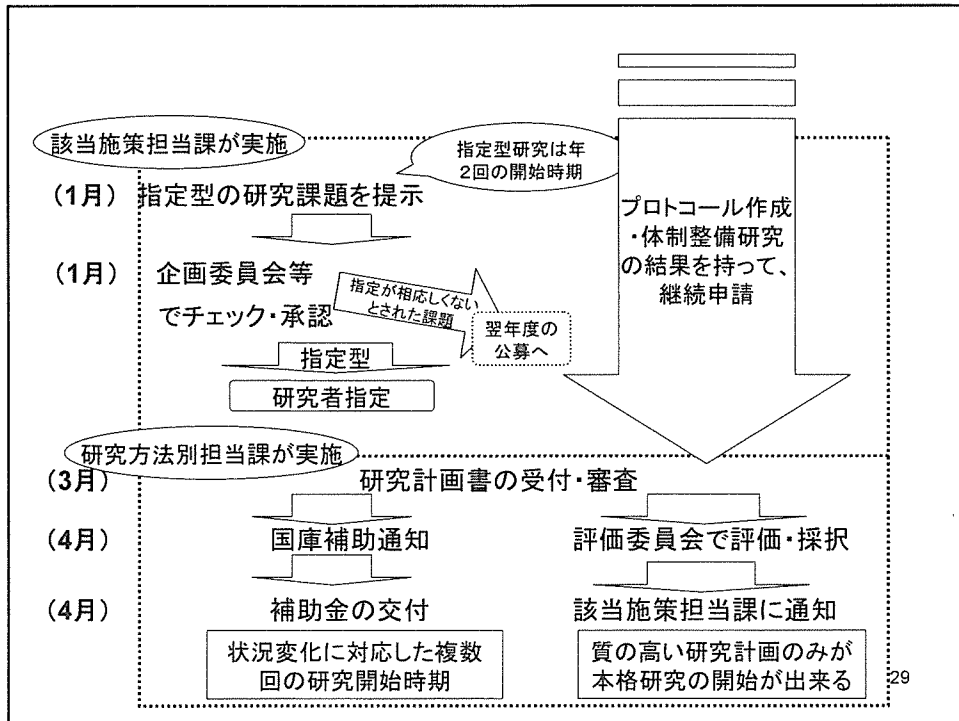 該当施策担当課が実施
指定型研究は年
2回の開始時期
(1月) 指定型の研究課題を提示
プロトコール作成
・体制整備研究
の結果を持って、
継続申請
(1月) 企画委員会等
でチェック・承認
指定が相応しくない
とされた課題
翌年度の
公募へ
指定型
研究者指定
研究方法別担当課が実施
(3月) 研究計画書の受付・審査
(4月) 国庫補助通知 評価委員会で評価・採択
(4月) 補助金の交付 該当施策担当課に通知
状況変化に対応した複数
回の研究開始時期
質の高い研究計画のみが
本格研究の開始が出来る
29